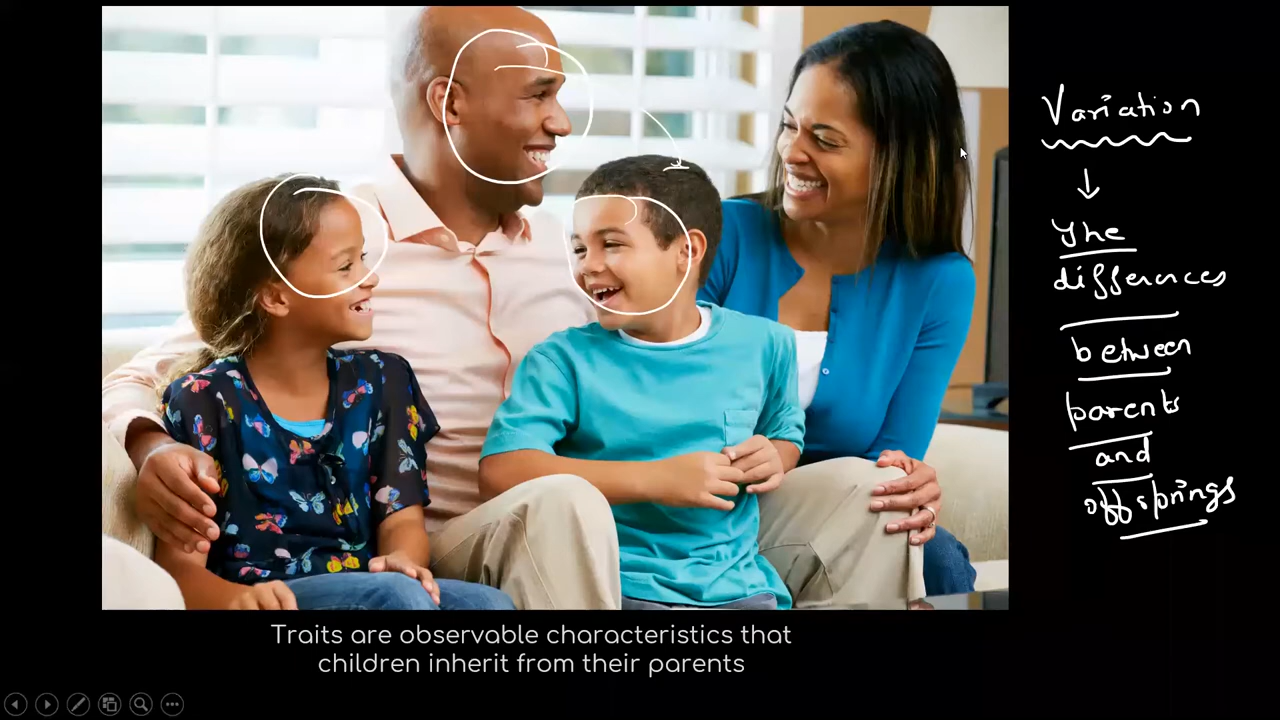 Variation
The
differences
between
parents
and
offsprings
Traits are observable characteristics that
children inherit from their parents